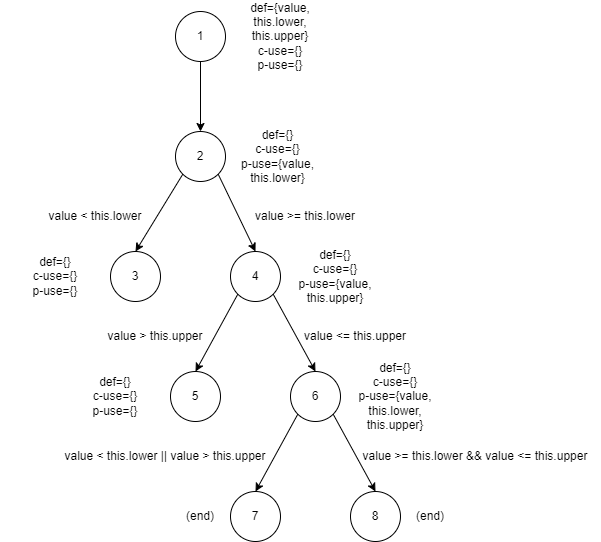 def={value,
this.lower,
this.upper}
c-use={}
p-use={}
1
def={}
c-use={}
p-use={value,
this.lower}
2
value < this.lower
value >= this.lower
def={}
c-use={}
p-use={}
3
4
def={}
c-use={}
p-use={value,
this.upper}
value > this.upper
value <= this.upper
def={}
c-use={}
p-use={}
5
6
def={}
c-use={}
p-use={value,
this.lower,
this.upper}
value < this.lower || value > this.upper
value >= this.lower && value <= this.upper
(end)
7
8
(end)